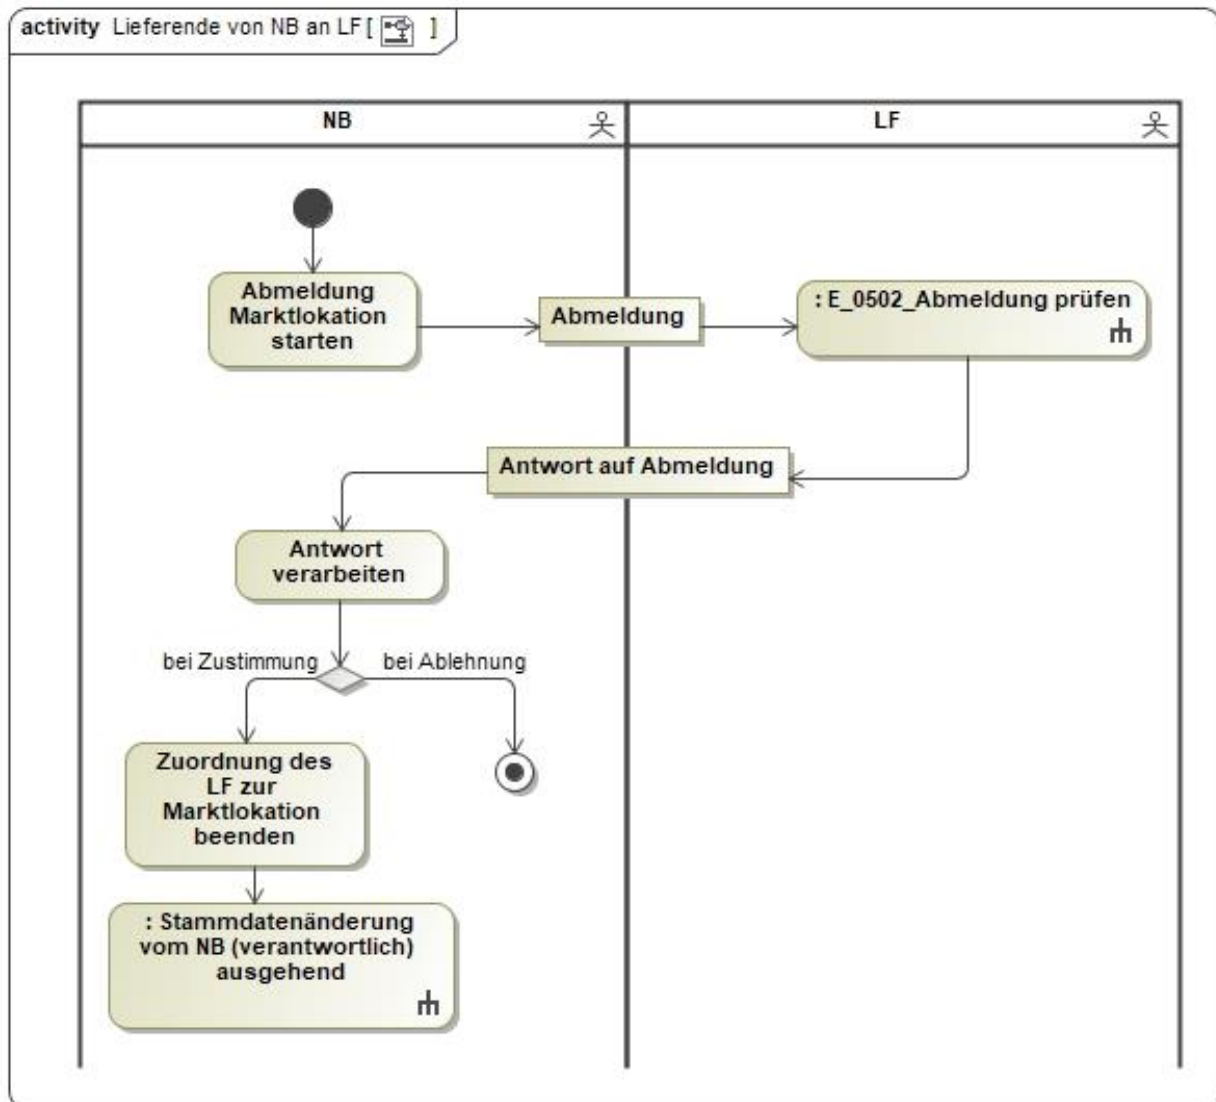 activity Lieferende von NB an LF [ ]
NB
LF
Abmeldung
Marktlokation
starten
Abmeldung
: E_0502_Abmeldung prüfen
Antwort auf Abmeldung
Antwort
verarbeiten
bei Zustimmung
bei Ablehnung
Zuordnung des
LF zur
Marktlokation
beenden
: Stammdatenänderung
vom NB (verantwortlich)
ausgehend